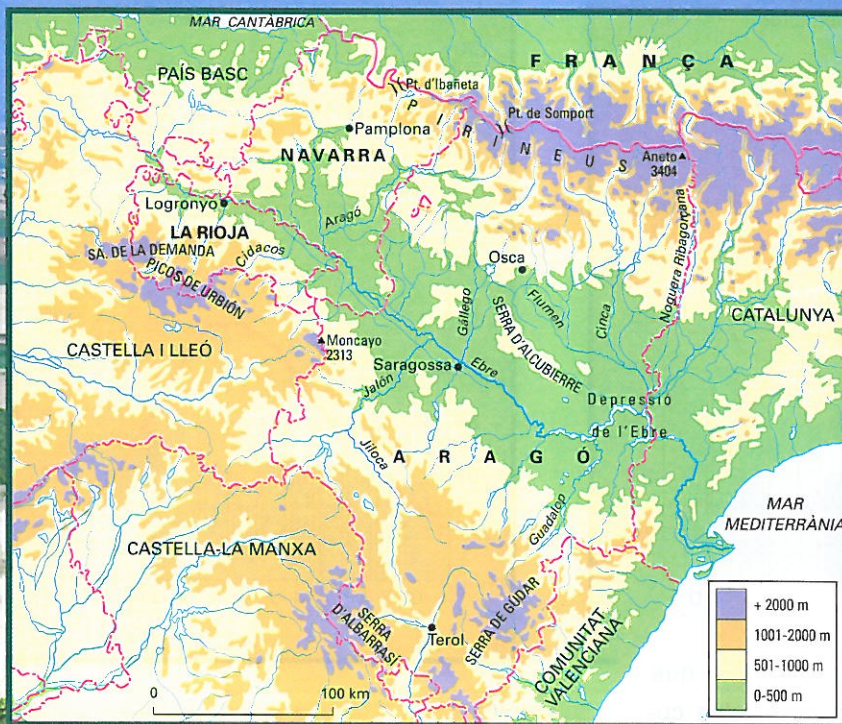 MAR CANTÀBRICA
PAÍS BASC
FRANÇA
Pt. d'Ibañeta
Pt. de Somport
PIRINEUS
Aneto
3404
Pamplona
NAVARRA
Logronyo
Aragó
LA RIOJA
Cidacos
SA. DE LA DEMANDA
PICOS DE URBIÓN
Osca
Noguera Ribagorçana
Gállego
Flumen
Cinca
CATALUNYA
SERRA D'ALCUBIERRE
Moncayo
2313
CASTELLA I LLEÓ
Saragossa
Ebre
Jalón
Depressió
de l'Ebre
Jiloca
ARAGÓ
Guadalop
MAR
MEDITERRÀNIA
CASTELLA-LA MANXA
SERRA
D'ALBARRASÍ
Terol
SERRA DE GÚDAR
COMUNITAT
VALENCIANA
+ 2000 m
1001-2000 m
501-1000 m
0-500 m
0 100 km